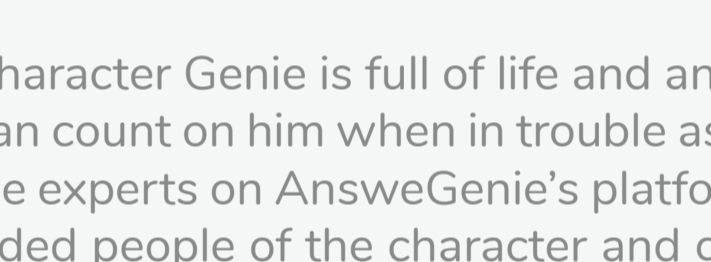 haracter Genie is full of life and an
an count on him when in trouble as
e experts on AnsweGenie’s platfo
ded people of the character and c